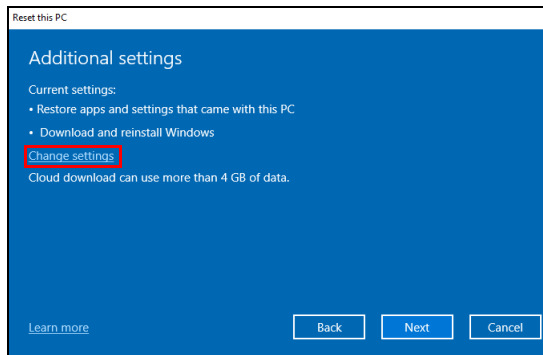 Reset this PC
Additional settings
Current settings:
• Restore apps and settings that came with this PC
• Download and reinstall Windows
Change settings
Cloud download can use more than 4 GB of data.
Learn more
Back
Next
Cancel